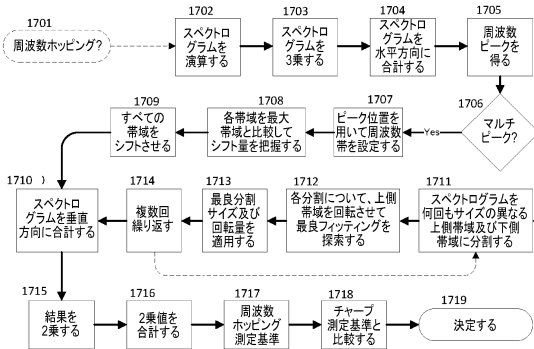 1701
周波数ホッピング?
1702
スペクトロ
グラムを
演算する
1703
スペクトロ
グラムを
3乗する
1704
スペクトロ
グラムを
水平方向に
合計する
1705
周波数
ピークを
得る
1706
マルチ
ピーク?
Yes
1707
ピーク位置を
用いて周波数
帯を設定する
1708
各帯域を最大
帯域と比較して
シフト量を把握する
1709
すべての
帯域を
シフトさせる
1710 )
スペクト
ログラムを垂直
方向に合計する
1711
スペクトログラムを
何回もサイズの異なる
上側帯域及び下側
帯域に分割する
1712
各分割について、上側
帯域を回転させて
最良フィッティングを
探索する
1713
最良分割
サイズ及び
回転量を
適用する
1714
複数回
繰り返す
1715
結果を
2乗する
1716
2乗値を
合計する
1717
周波数
ホッピング
測定基準
1718
チャープ
測定基準と
比較する
1719
決定する